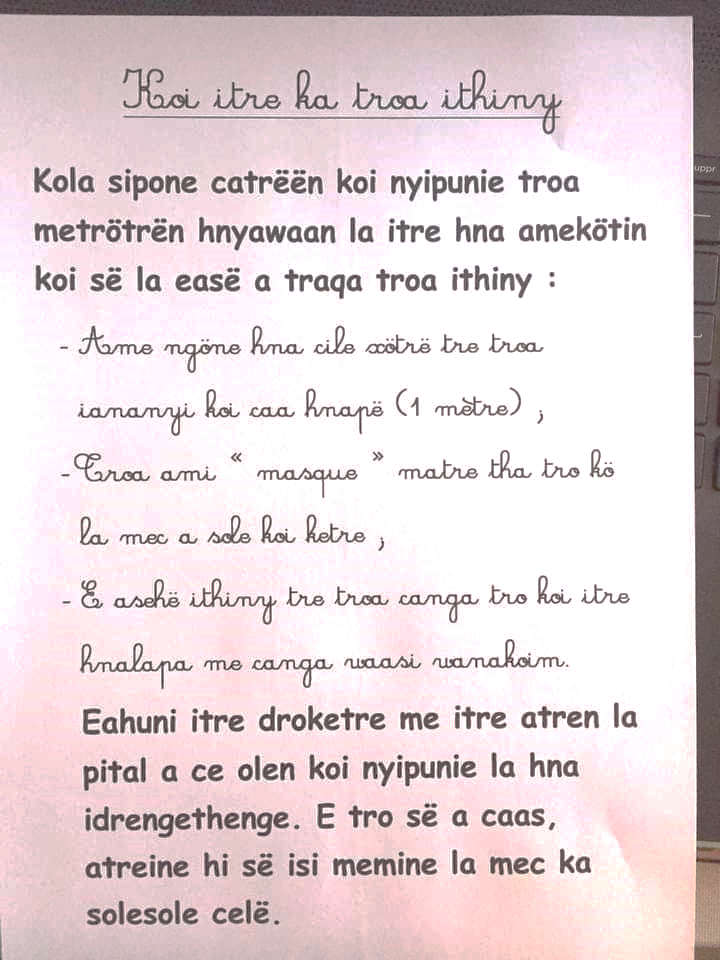 Koi itre ka troa ithiny
Kola sipone catrëën koi nyipunie troa
metrötrën hnyawaan la itre hna amekötin
koi së la easë a traqa troa ithiny :
- Ame ngöne hna cile xötrë tre troa
iananyi koi caa hnapë (1 mètre) ;
- Troa ami " masque " matre tha tro kö
la mec a sole koi ketre ;
- E asehë ithiny tre troa canga tro koi itre
hnalapa me canga waasi wanakoim.
Eahuni itre droketre me itre atren la
pital a ce olen koi nyipunie la hna
idrengethenge. E tro së a caas,
atreine hi së isi memine la mec ka
solesole celë.
uppr